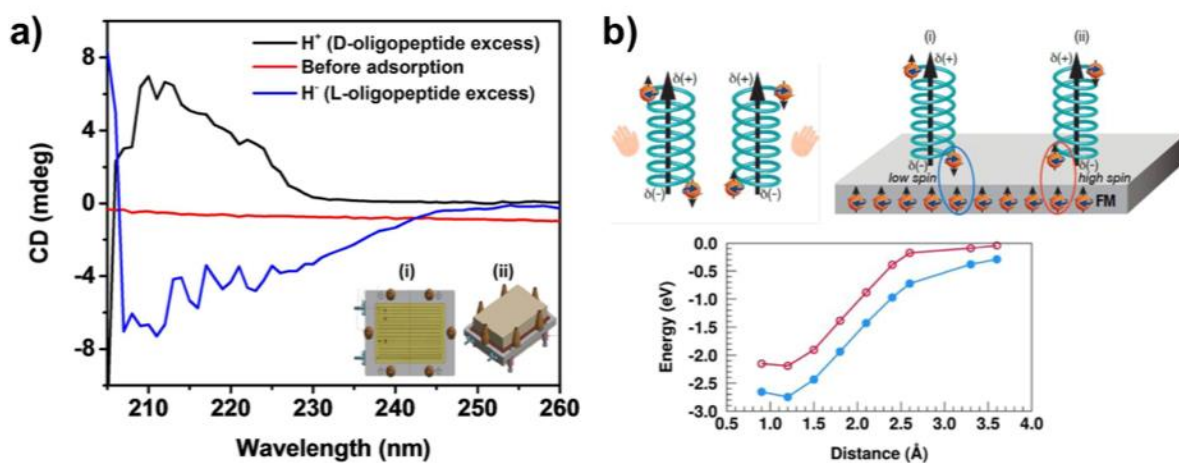 a)
CD (mdeg)
8
4
0
-4
-8
H⁺ (D-oligopeptide excess)
Before adsorption
H⁻ (L-oligopeptide excess)
(i)
(ii)
210
220
230
240
250
260
Wavelength (nm)
b)
(i)
(ii)
δ(+)
δ(+)
δ(+)
δ(+)
δ(-)
δ(-)
δ(-)
δ(-)
low spin
high spin
FM
Energy (eV)
0.0
-0.5
-1.0
-1.5
-2.0
-2.5
-3.0
0.5
1.0
1.5
2.0
2.5
3.0
3.5
4.0
Distance (Å)